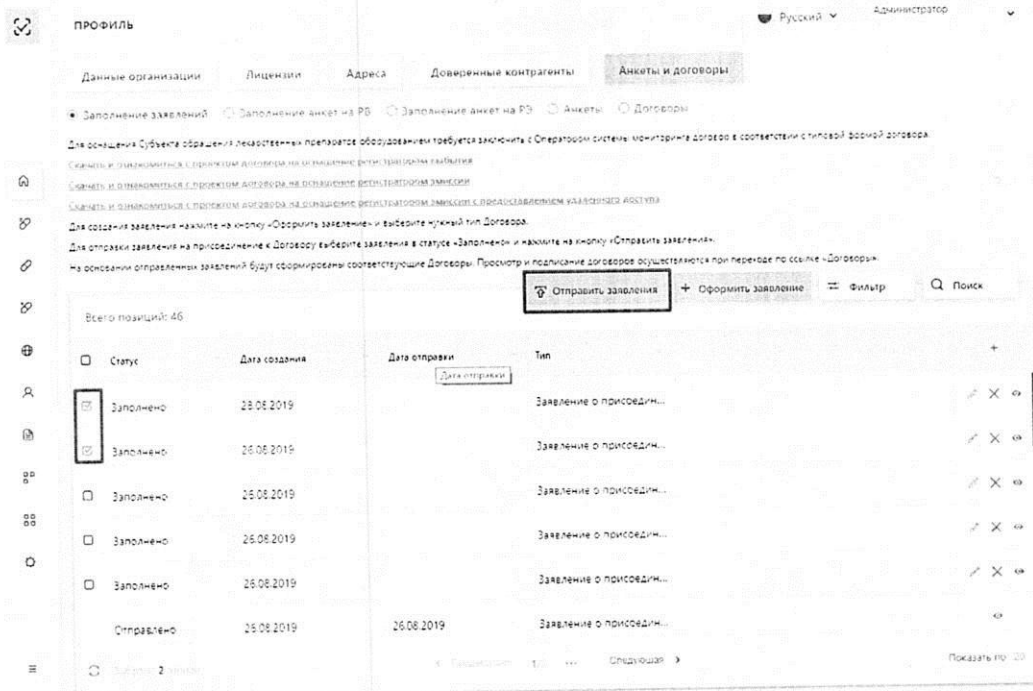 ПРОФИЛЬ
Русский
Администратор
Данные организации Лицензии Адреса Доверенные контрагенты Анкеты и договоры
Заполнение заявлений Заполнение анкет на РВ Заполнение анкет на РЭ Анкеты Договоры
Для оснащения Субъекта обращения лекарственных препаратов оборудованием требуется заключить с Оператором системы мониторинга договор в соответствии с типовой формой договора.
Скачать и ознакомиться с проектом договора на оснащение регистратором выбытия
Скачать и ознакомиться с проектом договора на оснащение регистратором эмиссии
Скачать и ознакомиться с проектом договора на оснащение регистратором эмиссии с предоставлением удаленного доступа
Для создания заявления нажмите на кнопку «Оформить заявление» и выберите нужный тип Договора.
Для отправки заявления на присоединение к Договору выберите заявления в статусе «Заполнено» и нажмите на кнопку «Отправить заявления».
На основании отправленных заявлений будут сформированы соответствующие Договоры. Просмотр и подписание договоров осуществляются при переходе по ссылке «Договоры».
Отправить заявления + Оформить заявление Фильтр Поиск
Всего позиций: 46
Статус Дата создания Дата отправки Тип +
Дата отправки
Заполнено 28.08.2019 Заявление о присоедин...
Заполнено 26.08.2019 Заявление о присоедин...
Заполнено 26.08.2019 Заявление о присоедин...
Заполнено 26.08.2019 Заявление о присоедин...
Заполнено 26.08.2019 Заявление о присоедин...
Отправлено 26.08.2019 26.08.2019 Заявление о присоедин...
2 1 ... Следующая Показать по 20